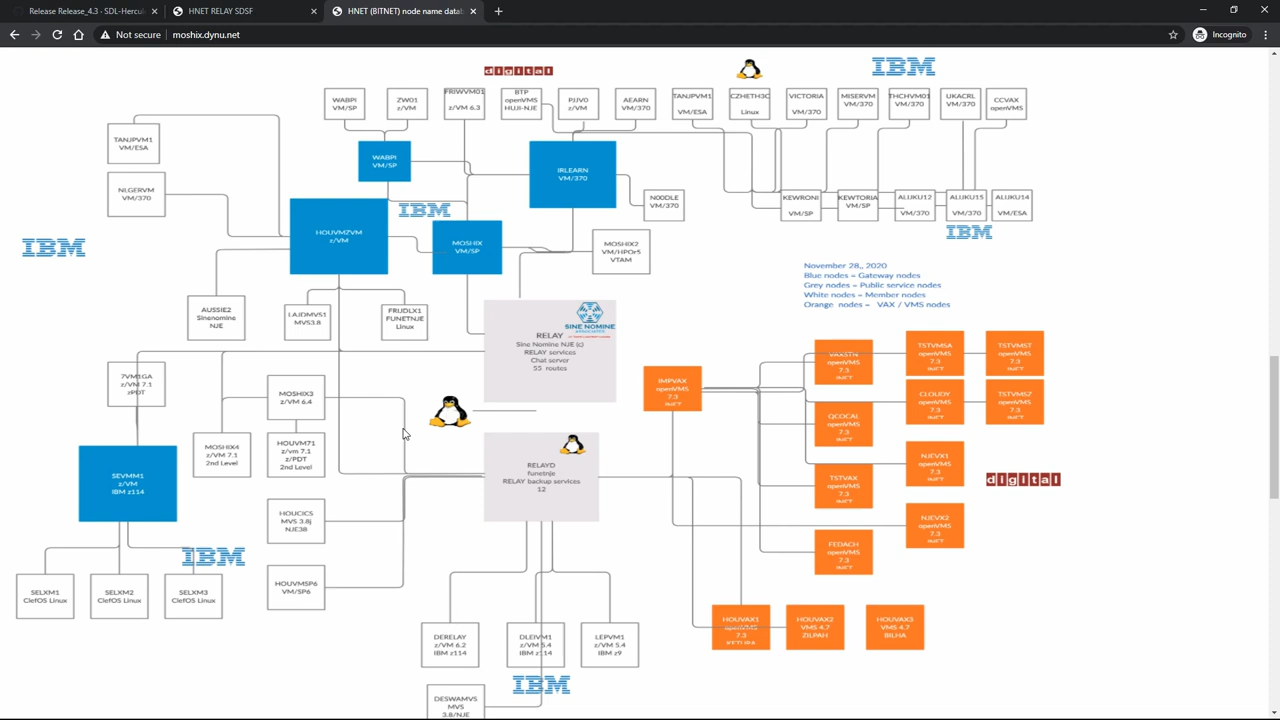 Release Release_4.3 - SDL-Hercul
HNET RELAY SDSF
HNET (BITNET) node name datab
Not secure
moshix.dynu.net
Incognito
digital
IBM
WABPI
VM/SP
ZW01
z/VM
FRIWVM01
z/VM 6.3
BTP
openVMS
HUJI-NJE
PJJV0
z/VM
AEARN
VM/370
TANJPVM1
VM/ESA
CZHETH3C
Linux
VICTORIA
VM/370
MISERVM
VM/370
THCHVM01
VM/370
UKACRL
VM/370
CCVAX
openVMS
TANJPVM1
VM/ESA
WABPI
VM/SP
IRLEARN
VM/370
NLGERVM
VM/370
N00DLE
VM/370
KEWRONI
VM/SP
KEWTORIA
VM/SP
ALIJKU12
VM/370
ALIJKU15
VM/370
ALIJKU14
VM/ESA
IBM
IBM
IBM
HOUVMZVM
z/VM
MOSHIX
VM/SP
MOSHIX2
VM/HPOr5
VTAM
November 28,, 2020
Blue nodes = Gateway nodes
Grey nodes = Public service nodes
White nodes = Member nodes
Orange nodes = VAX / VMS nodes
AUSSIE2
Sinenomine
NJE
LAJDMVS1
MVS3.8
FRUDLX1
FUNETNJE
Linux
SINE NOMINE
RELAY
Sine Nomine NJE (c)
RELAY services
Chat server
55 routes
VAXSTN
openVMS
7.3
INET
TSTVMSA
openVMS
7.3
INET
TSTVMST
openVMS
7.3
INET
7VM1GA
z/VM 7.1
zPDT
MOSHIX3
z/VM 6.4
IMPVAX
openVMS
7.3
INET
CLOUDY
openVMS
7.3
INET
TSTVMS7
openVMS
7.3
INET
QCOCAL
openVMS
7.3
INET
MOSHIX4
z/VM 7.1
2nd Level
HOUVM71
z/vm 7.1
z/PDT
2nd Level
RELAYD
funetnje
RELAY backup services
12
NJEVX1
openVMS
7.3
INET
TSTVAX
openVMS
7.3
INET
digital
SEVMM1
z/VM
IBM z114
HOUCICS
MVS 3.8j
NJE38
NJEVX2
openVMS
7.3
INET
FEDACH
openVMS
7.3
INET
IBM
SELXM1
ClefOS Linux
SELXM2
ClefOS Linux
SELXM3
ClefOS Linux
HOUVMSP6
VM/SP6
DERELAY
z/VM 6.2
IBM z114
DLEIVM1
z/VM 5.4
IBM z114
LEPVM1
z/VM 5.4
IBM z9
HOUVAX1
openVMS
7.3
HOUVAX2
VMS 4.7
ZILPAH
HOUVAX3
VMS 4.7
BILHA
IBM
DESWAMVS
MVS
3.8/NJE